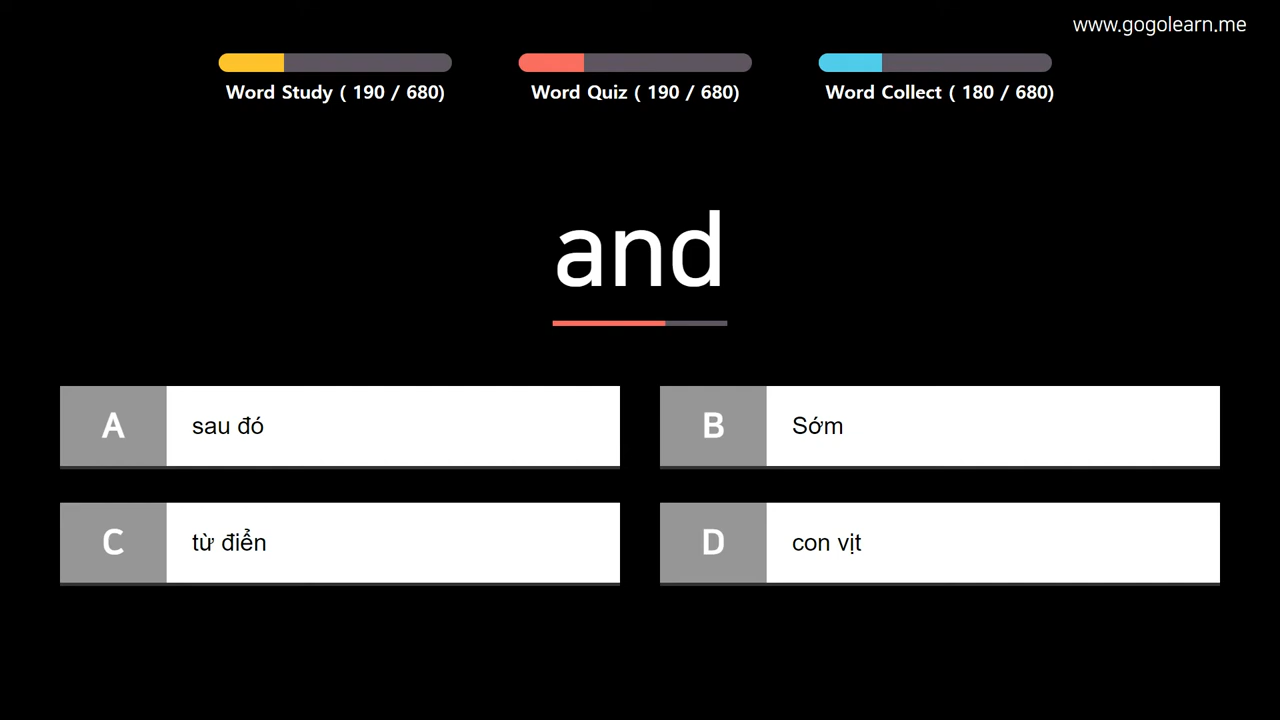 www.gogolearn.me
Word Study ( 190 / 680)
Word Quiz ( 190 / 680)
Word Collect ( 180 / 680)
and
A sau đó
B Sớm
C từ điển
D con vịt